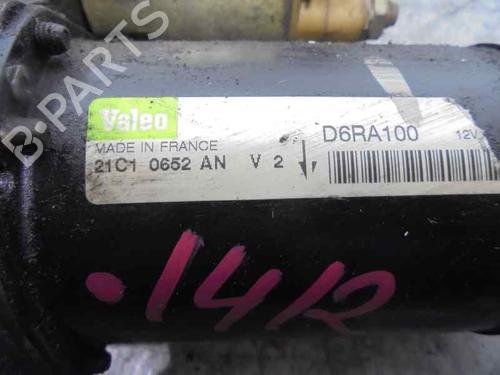 Valeo
D6RA100 12V
MADE IN FRANCE
21C1 0652 AN V 2
14R
B-PARTS